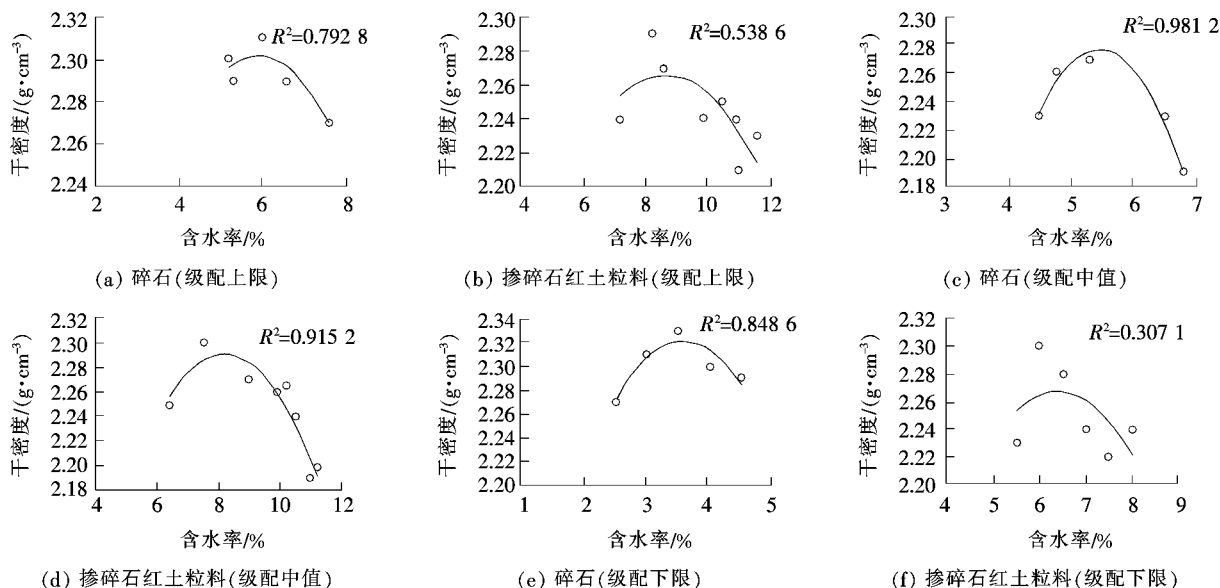 2.32
2.30
2.28
2.26
2.24
干密度/(g·cm⁻³)
R²=0.792 8
2 4 6 8
含水率/%
(a) 碎石(级配上限)
2.30
2.28
2.26
2.24
2.22
2.20
干密度/(g·cm⁻³)
R²=0.538 6
4 6 8 10 12
含水率/%
(b) 掺碎石红土粒料(级配上限)
2.30
2.28
2.26
2.24
2.22
2.20
2.18
干密度/(g·cm⁻³)
R²=0.981 2
3 4 5 6 7
含水率/%
(c) 碎石(级配中值)
2.32
2.30
2.28
2.26
2.24
2.22
2.20
2.18
干密度/(g·cm⁻³)
R²=0.915 2
4 6 8 10 12
含水率/%
(d) 掺碎石红土粒料(级配中值)
2.34
2.32
2.30
2.28
2.26
2.24
2.22
2.20
干密度/(g·cm⁻³)
R²=0.848 6
1 2 3 4 5
含水率/%
(e) 碎石(级配下限)
2.32
2.30
2.28
2.26
2.24
2.22
2.20
干密度/(g·cm⁻³)
R²=0.307 1
4 5 6 7 8 9
含水率/%
(f) 掺碎石红土粒料(级配下限)